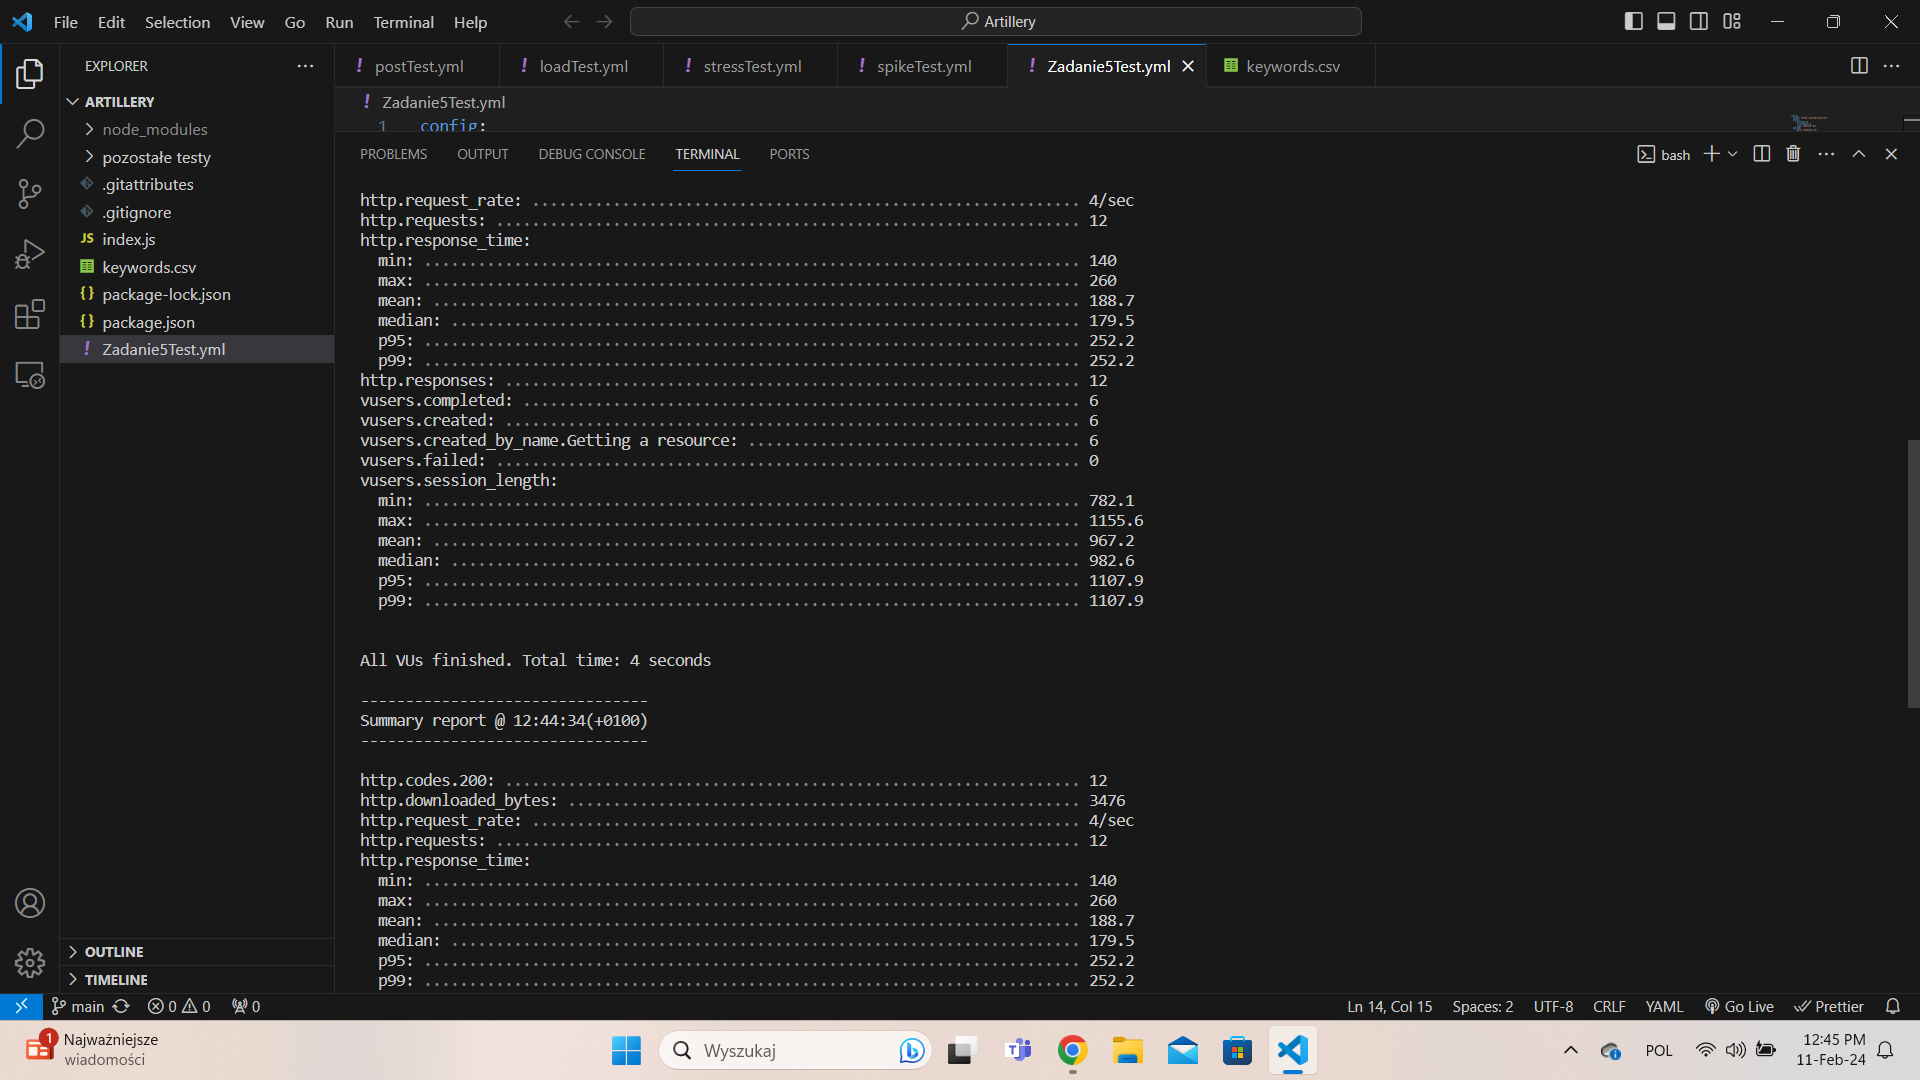 File Edit Selection View Go Run Terminal Help
Artillery
EXPLORER
ARTILLERY
node_modules
pozostałe testy
.gitattributes
.gitignore
JS index.js
keywords.csv
{} package-lock.json
{} package.json
! Zadanie5Test.yml
OUTLINE
TIMELINE
! postTest.yml ! loadTest.yml ! stressTest.yml ! spikeTest.yml ! Zadanie5Test.yml keywords.csv
! Zadanie5Test.yml
1 config:
PROBLEMS OUTPUT DEBUG CONSOLE TERMINAL PORTS
bash
http.request_rate: ............................................................. 4/sec
http.requests: ................................................................. 12
http.response_time:
min: ......................................................................... 140
max: ......................................................................... 260
mean: ........................................................................ 188.7
median: ...................................................................... 179.5
p95: ......................................................................... 252.2
p99: ......................................................................... 252.2
http.responses: ................................................................ 12
vusers.completed: .............................................................. 6
vusers.created: ................................................................. 6
vusers.created_by_name.Getting a resource: ..................................... 6
vusers.failed: ................................................................. 0
vusers.session_length:
min: ......................................................................... 782.1
max: ......................................................................... 1155.6
mean: ........................................................................ 967.2
median: ...................................................................... 982.6
p95: ......................................................................... 1107.9
p99: ......................................................................... 1107.9
All VUs finished. Total time: 4 seconds
--------------------------------
Summary report @ 12:44:34(+0100)
--------------------------------
http.codes.200: ................................................................ 12
http.downloaded_bytes: ......................................................... 3476
http.request_rate: ............................................................. 4/sec
http.requests: ................................................................. 12
http.response_time:
min: ......................................................................... 140
max: ......................................................................... 260
mean: ........................................................................ 188.7
median: ...................................................................... 179.5
p95: ......................................................................... 252.2
p99: ......................................................................... 252.2
main 0 0 0
Ln 14, Col 15 Spaces: 2 UTF-8 CRLF YAML Go Live Prettier
1 Najważniejsze
wiadomości
Wyszukaj
POL
12:45 PM
11-Feb-24